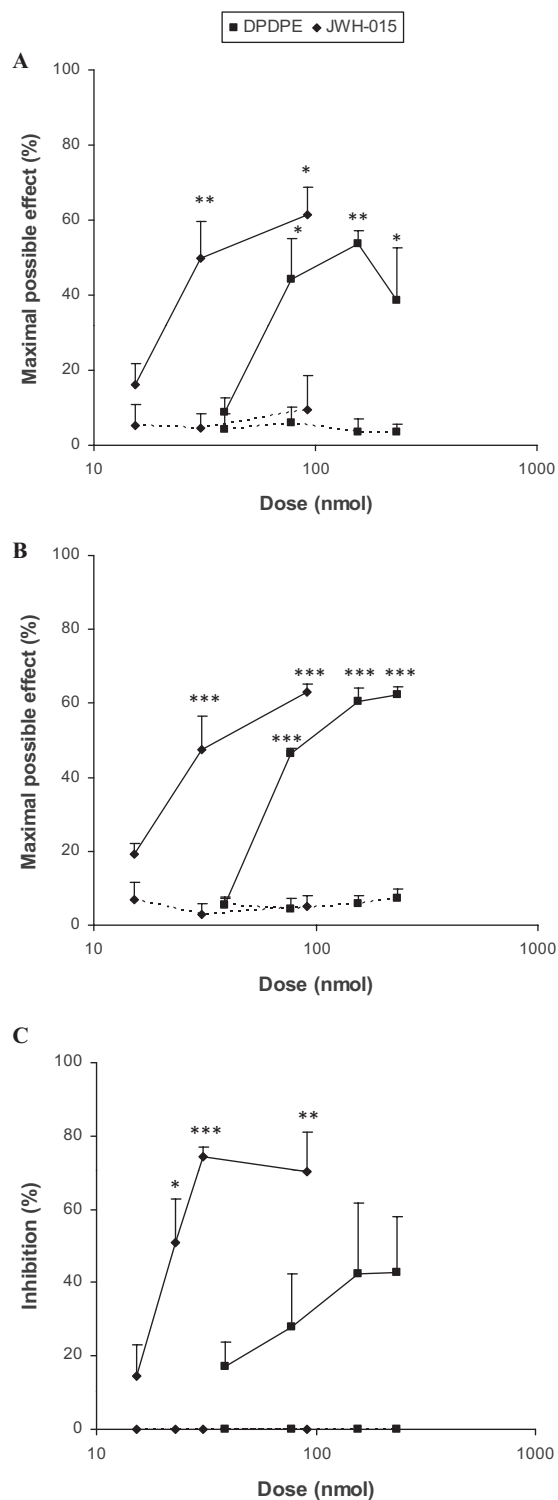 DPDPE JWH-015
A
100
80
60
40
20
0
Maximal possible effect (%)
** * * ** *
10 100 1000
Dose (nmol)
B
100
80
60
40
20
0
Maximal possible effect (%)
*** *** *** *** ***
10 100 1000
Dose (nmol)
C
100
80
60
40
20
0
Inhibition (%)
* *** **
10 100 1000
Dose (nmol)